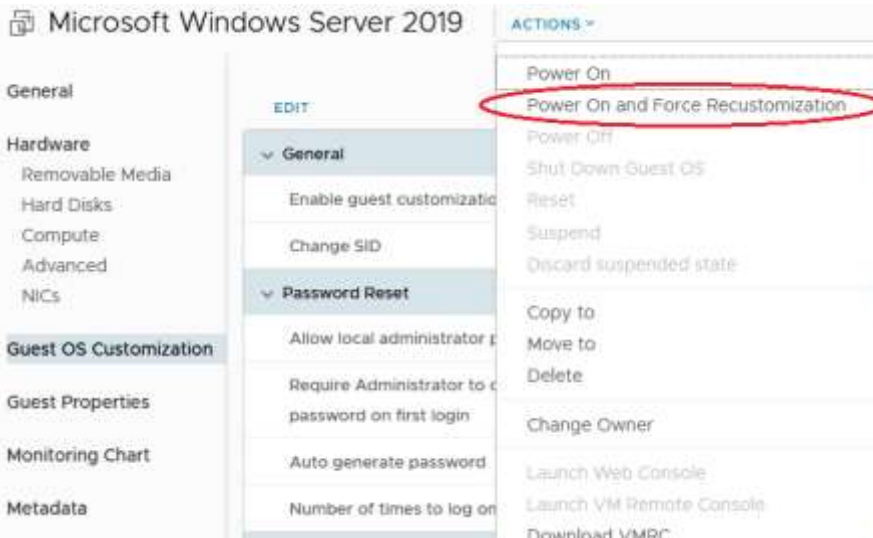 Microsoft Windows Server 2019
ACTIONS
General
Hardware
Removable Media
Hard Disks
Compute
Advanced
NICs
Guest OS Customization
Guest Properties
Monitoring Chart
Metadata
EDIT
General
Enable guest customizatio
Change SID
Password Reset
Allow local administrator p
Require Administrator to c
password on first login
Auto generate password
Number of times to log on
Power On
Power On and Force Recustomization
Power Off
Shut Down Guest OS
Reset
Suspend
Discard suspended state
Copy to
Move to
Delete
Change Owner
Launch Web Console
Launch VM Remote Console
Download VMRC